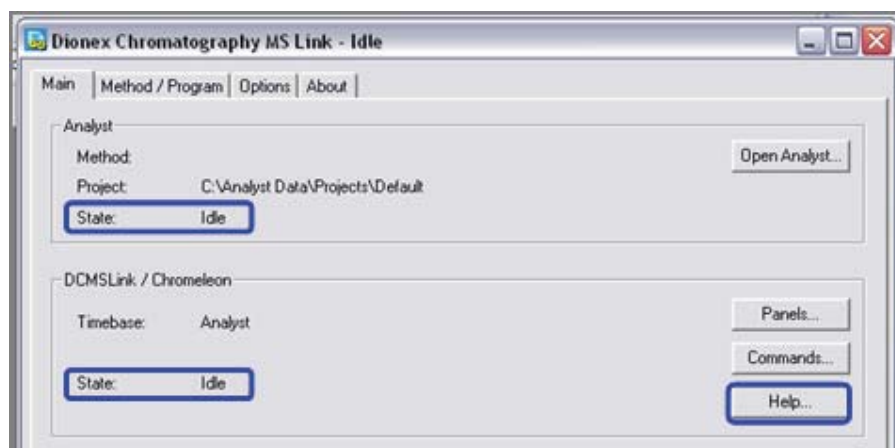 Dionex Chromatography MS Link - Idle
Main Method / Program Options About
Analyst
Method: Open Analyst...
Project: C:\Analyst Data\Projects\Default
State: Idle
DCMSLink / Chromeleon
Timebase: Analyst Panels...
Commands...
State: Idle
Help...